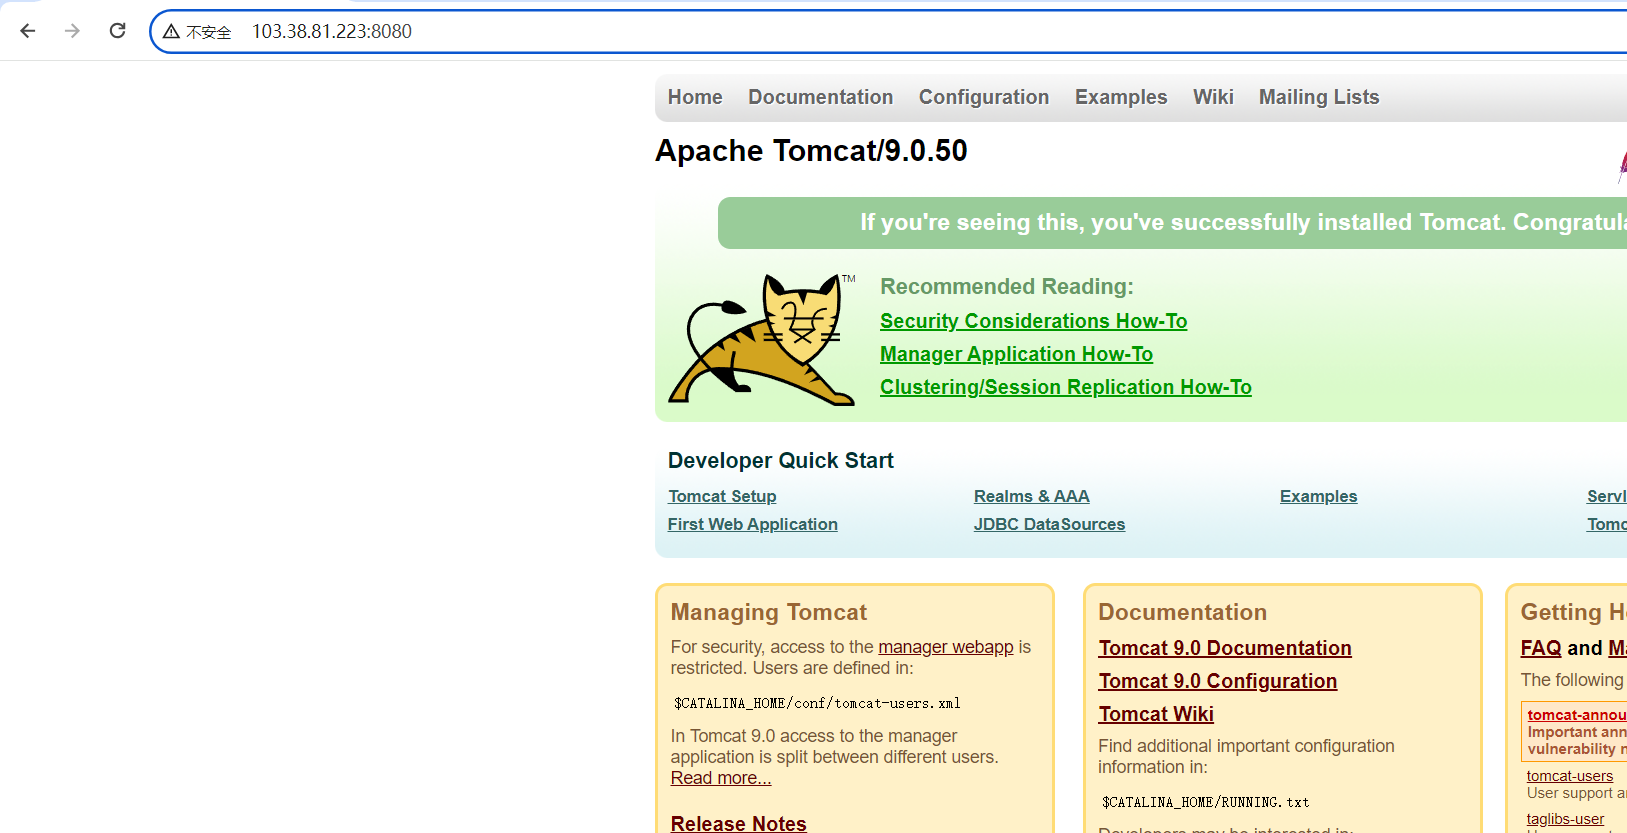 不安全 103.38.81.223:8080
Home Documentation Configuration Examples Wiki Mailing Lists
Apache Tomcat/9.0.50
If you're seeing this, you've successfully installed Tomcat. Congratula
TM
Recommended Reading:
Security Considerations How-To
Manager Application How-To
Clustering/Session Replication How-To
Developer Quick Start
Tomcat Setup
First Web Application
Realms & AAA
JDBC DataSources
Examples
Servl
Tomc
Managing Tomcat
For security, access to the manager webapp is
restricted. Users are defined in:
$CATALINA_HOME/conf/tomcat-users.xml
In Tomcat 9.0 access to the manager
application is split between different users.
Read more...
Release Notes
Documentation
Tomcat 9.0 Documentation
Tomcat 9.0 Configuration
Tomcat Wiki
Find additional important configuration
information in:
$CATALINA_HOME/RUNNING.txt
Developers may be interested in:
Getting H
FAQ and Ma
The following
tomcat-annou
Important ann
vulnerability n
tomcat-users
User support a
taglibs-user